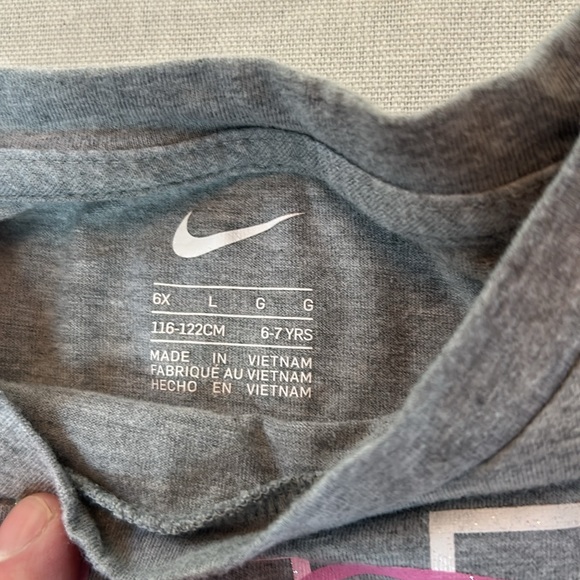 6X L G G
116-122CM 6-7 YRS
MADE IN VIETNAM
FABRIQUÉ AU VIETNAM
HECHO EN VIETNAM